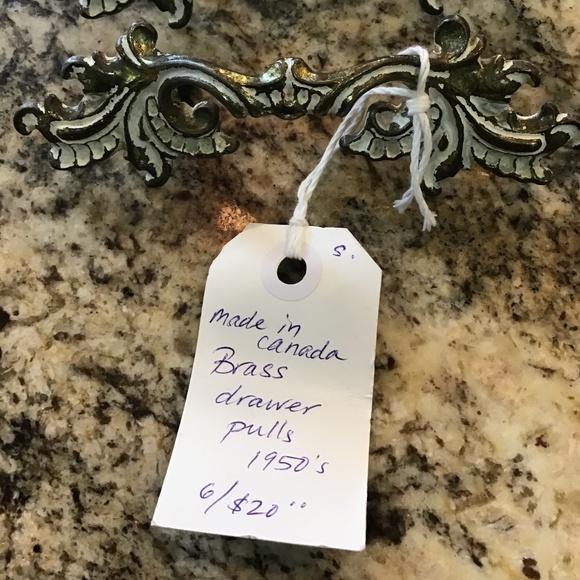 S.
made in
canada
Brass
drawer
pulls
1950's
6/$20"